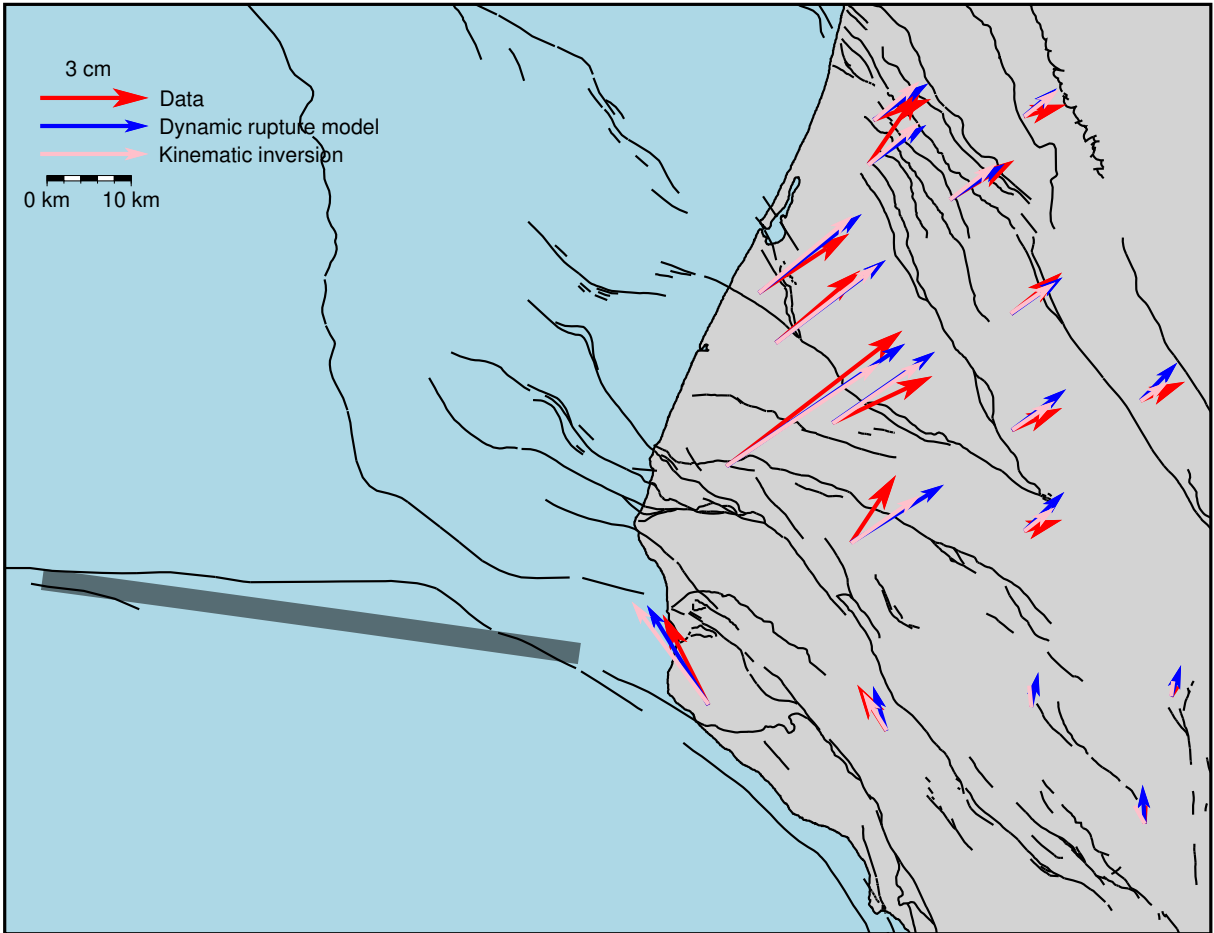 3 cm
Data
Dynamic rupture model
Kinematic inversion
0 km 10 km